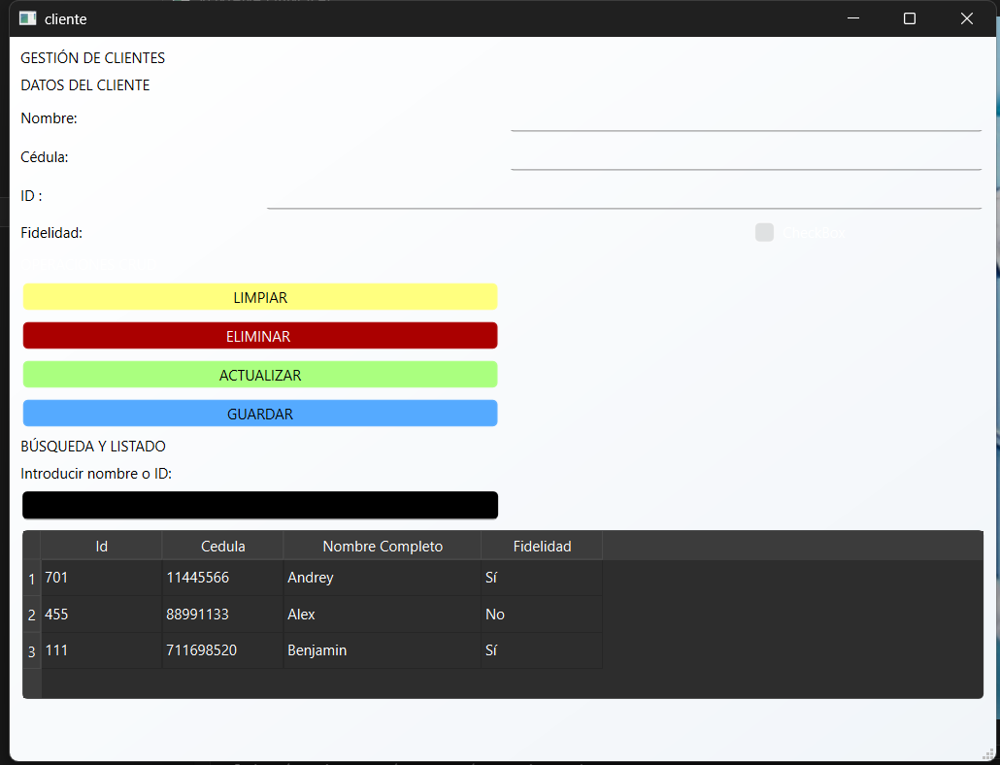 cliente
GESTIÓN DE CLIENTES
DATOS DEL CLIENTE
Nombre:
Cédula:
ID :
Fidelidad:
CheckBox
LIMPIAR
ELIMINAR
ACTUALIZAR
GUARDAR
BÚSQUEDA Y LISTADO
Introducir nombre o ID:
Id Cedula Nombre Completo Fidelidad
1 701 11445566 Andrey Sí
2 455 88991133 Alex No
3 111 711698520 Benjamin Sí